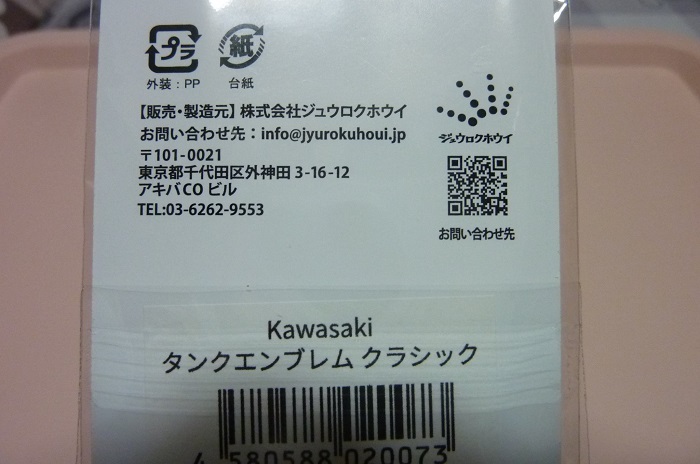 プラ
紙
外装：PP
台紙
【販売・製造元】株式会社ジュウロクホウイ
お問い合わせ先：info@jyurokuhoui.jp
〒101-0021
東京都千代田区外神田 3-16-12
アキバCO ビル
TEL:03-6262-9553
ジュウロクホウイ
お問い合わせ先
Kawasaki
タンクエンブレム クラシック
4 580588 020073